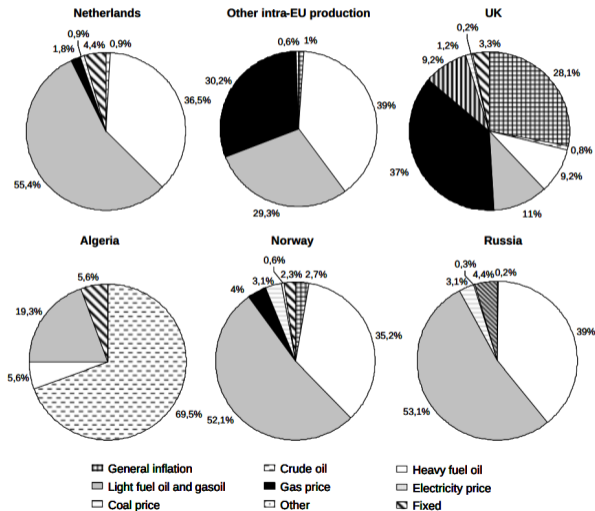 Netherlands
0,9%
1,8%
4,4%
0,9%
36,5%
55,4%
Other intra-EU production
0,6%
1%
30,2%
39%
29,3%
UK
0,2%
1,2%
3,3%
9,2%
28,1%
0,8%
9,2%
37%
11%
Algeria
5,6%
19,3%
5,6%
69,5%
Norway
0,6%
3,1%
2,3%
2,7%
4%
35,2%
52,1%
Russia
0,3%
3,1%
4,4%
0,2%
39%
53,1%
General inflation
Crude oil
Heavy fuel oil
Light fuel oil and gasoil
Gas price
Electricity price
Coal price
Other
Fixed